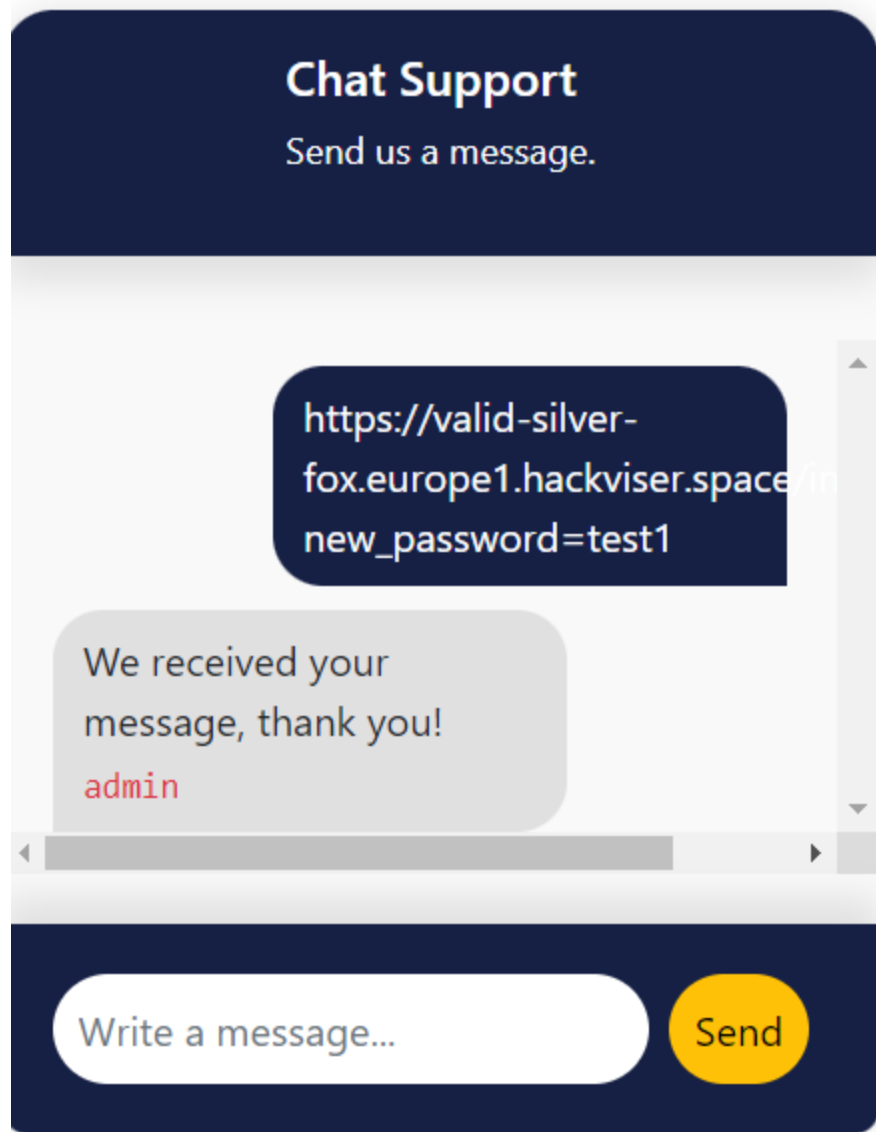 Chat Support
Send us a message.
https://valid-silver-
fox.europe1.hackviser.space/in
new_password=test1
We received your
message, thank you!
admin
Write a message...
Send